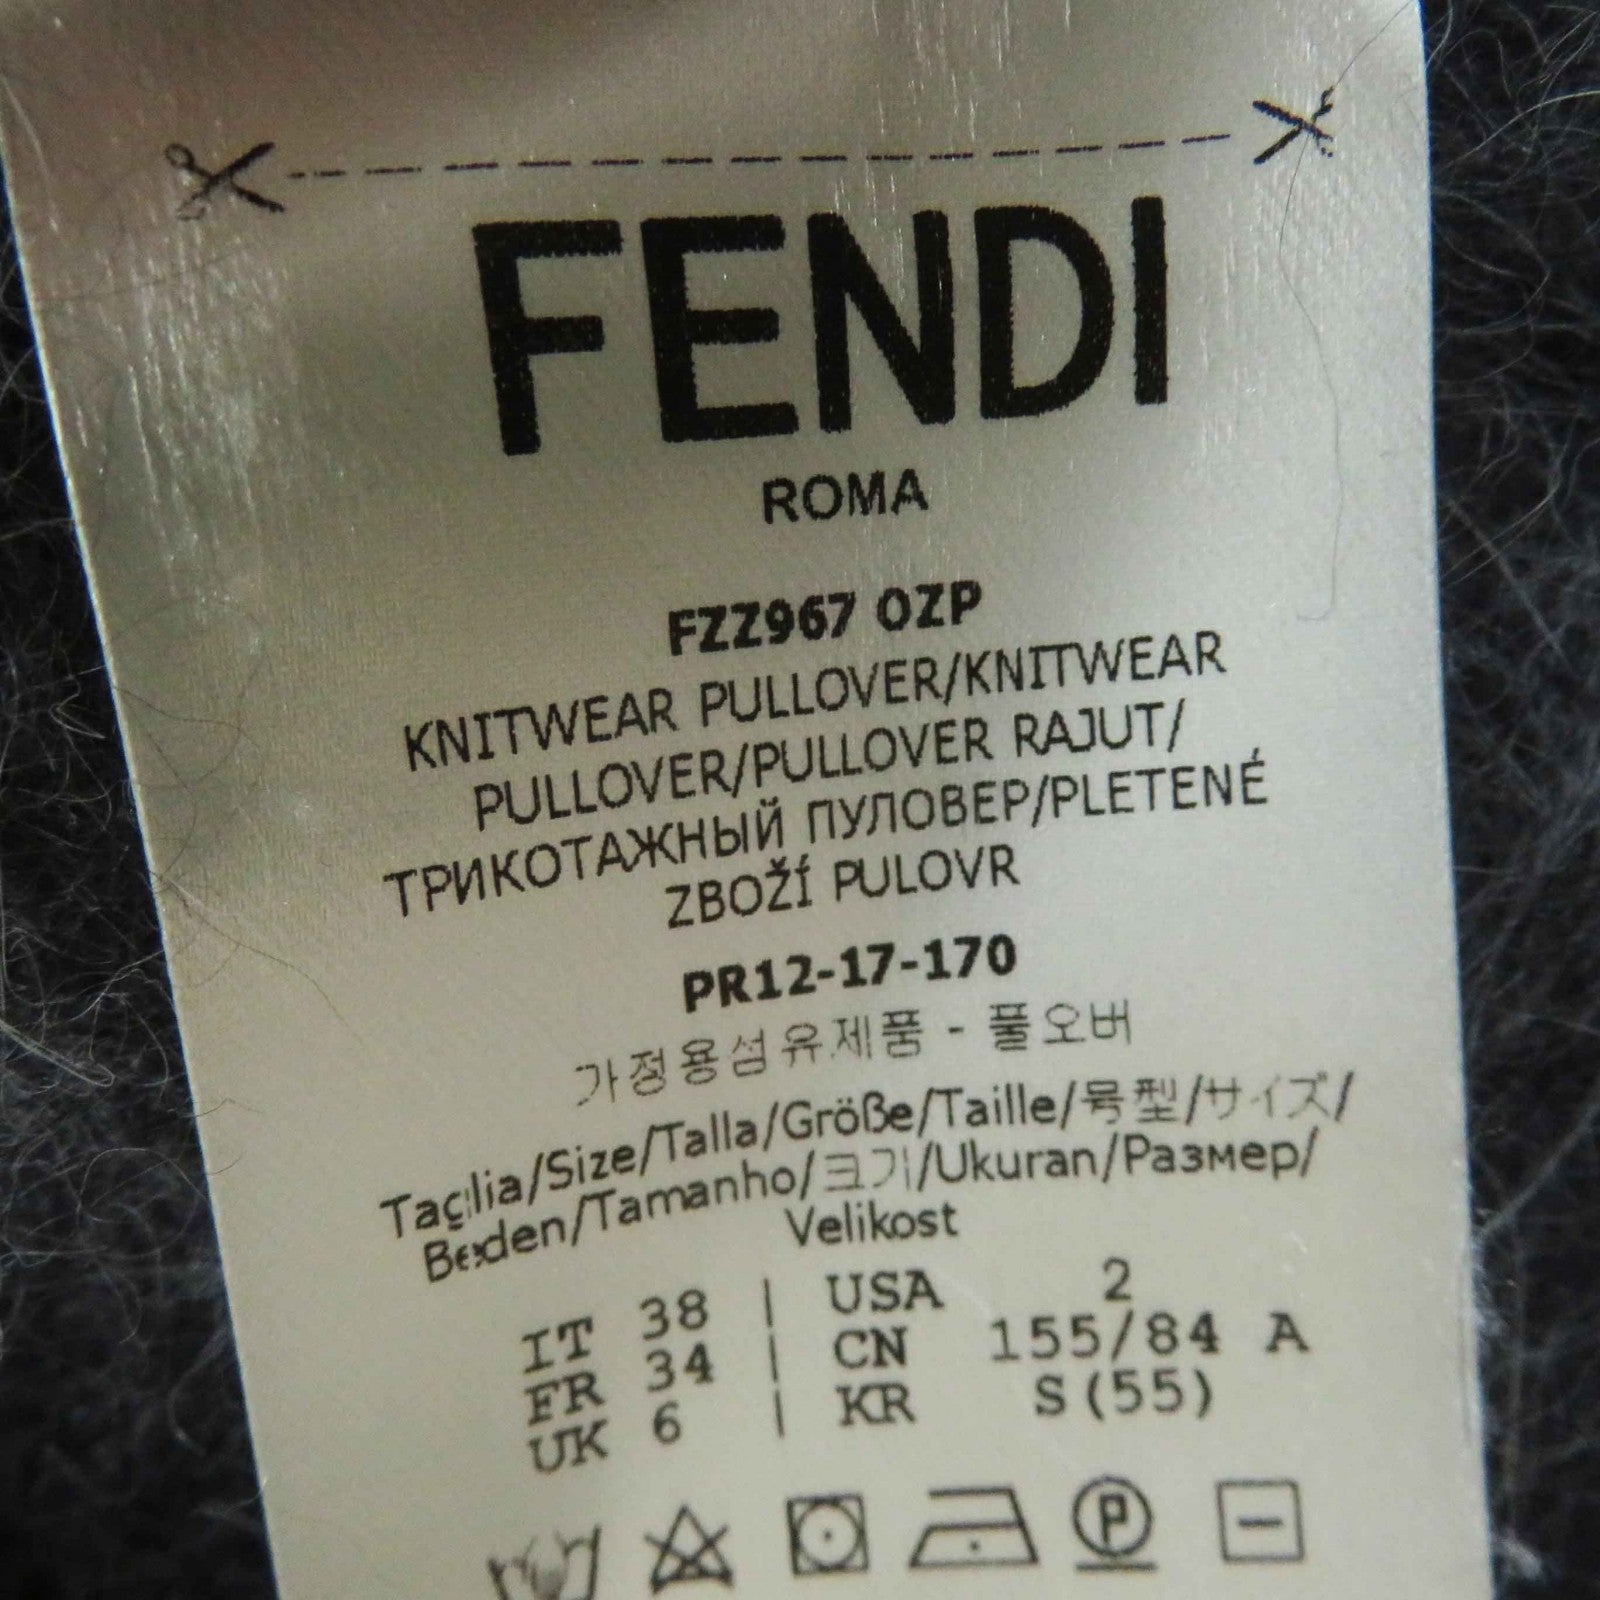 FENDI
ROMA
FZZ967 OZP
KNITWEAR PULLOVER/KNITWEAR
PULLOVER/PULLOVER RAJUT/
ТРИКОТАЖНЫЙ ПУЛОВЕР/PLETENÉ
ZBOŽÍ PULOVR
PR12-17-170
가정용섬유제품 - 풀오버
Taglia/Size/Talla/Größe/Taille/号型/サイズ/
Beden/Tamanho/크기/Ukuran/Размер/
Velikost
IT 38 | USA 2
FR 34 | CN 155/84 A
UK 6 | KR S(55)
P